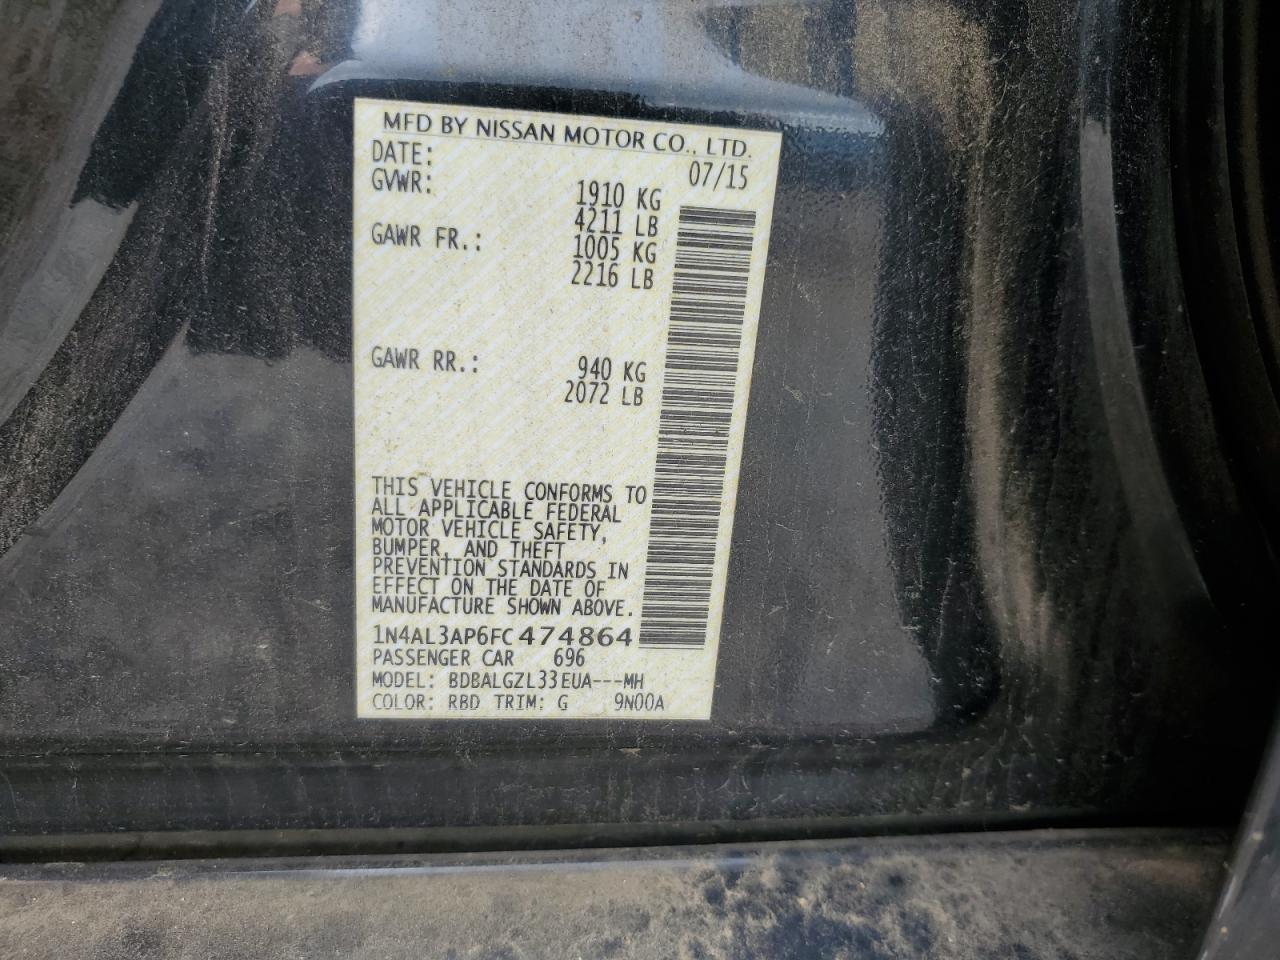 MFD BY NISSAN MOTOR CO., LTD.
DATE: 07/15
GVWR: 1910 KG
4211 LB
GAWR FR.: 1005 KG
2216 LB
GAWR RR.: 940 KG
2072 LB
THIS VEHICLE CONFORMS TO
ALL APPLICABLE FEDERAL
MOTOR VEHICLE SAFETY,
BUMPER, AND THEFT
PREVENTION STANDARDS IN
EFFECT ON THE DATE OF
MANUFACTURE SHOWN ABOVE.
1N4AL3AP6FC474864
PASSENGER CAR 696
MODEL: BDBALGZL33EUA---MH
COLOR: RBD TRIM: G 9N00A